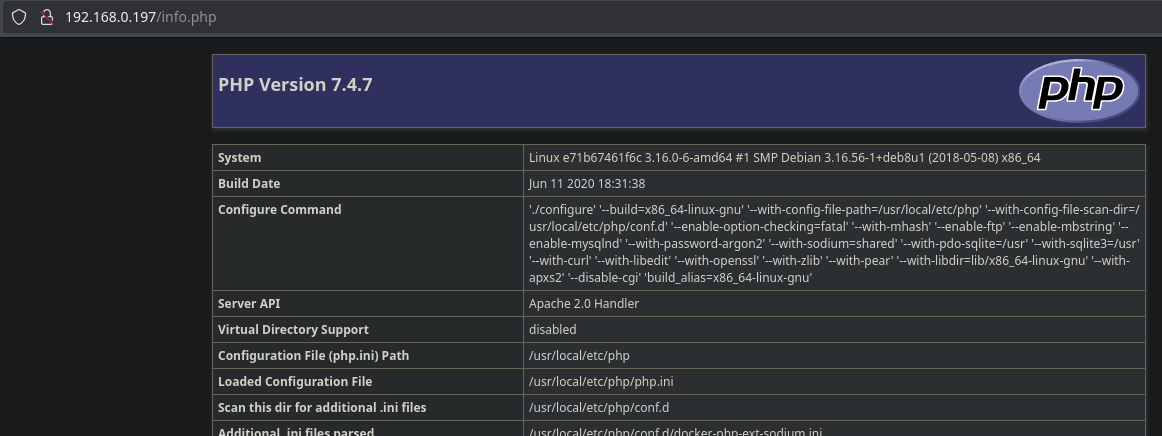 192.168.0.197/info.php
PHP Version 7.4.7
php
System Linux e71b67461f6c 3.16.0-6-amd64 #1 SMP Debian 3.16.56-1+deb8u1 (2018-05-08) x86_64
Build Date Jun 11 2020 18:31:38
Configure Command './configure' '--build=x86_64-linux-gnu' '--with-config-file-path=/usr/local/etc/php' '--with-config-file-scan-dir=/
usr/local/etc/php/conf.d' '--enable-option-checking=fatal' '--with-mhash' '--enable-ftp' '--enable-mbstring' '--
enable-mysqlnd' '--with-password-argon2' '--with-sodium=shared' '--with-pdo-sqlite=/usr' '--with-sqlite3=/usr'
'--with-curl' '--with-libedit' '--with-openssl' '--with-zlib' '--with-pear' '--with-libdir=lib/x86_64-linux-gnu' '--with-
apxs2' '--disable-cgi' 'build_alias=x86_64-linux-gnu'
Server API Apache 2.0 Handler
Virtual Directory Support disabled
Configuration File (php.ini) Path /usr/local/etc/php
Loaded Configuration File /usr/local/etc/php/php.ini
Scan this dir for additional .ini files /usr/local/etc/php/conf.d
Additional .ini files parsed /usr/local/etc/php/conf.d/docker-php-ext-sodium.ini